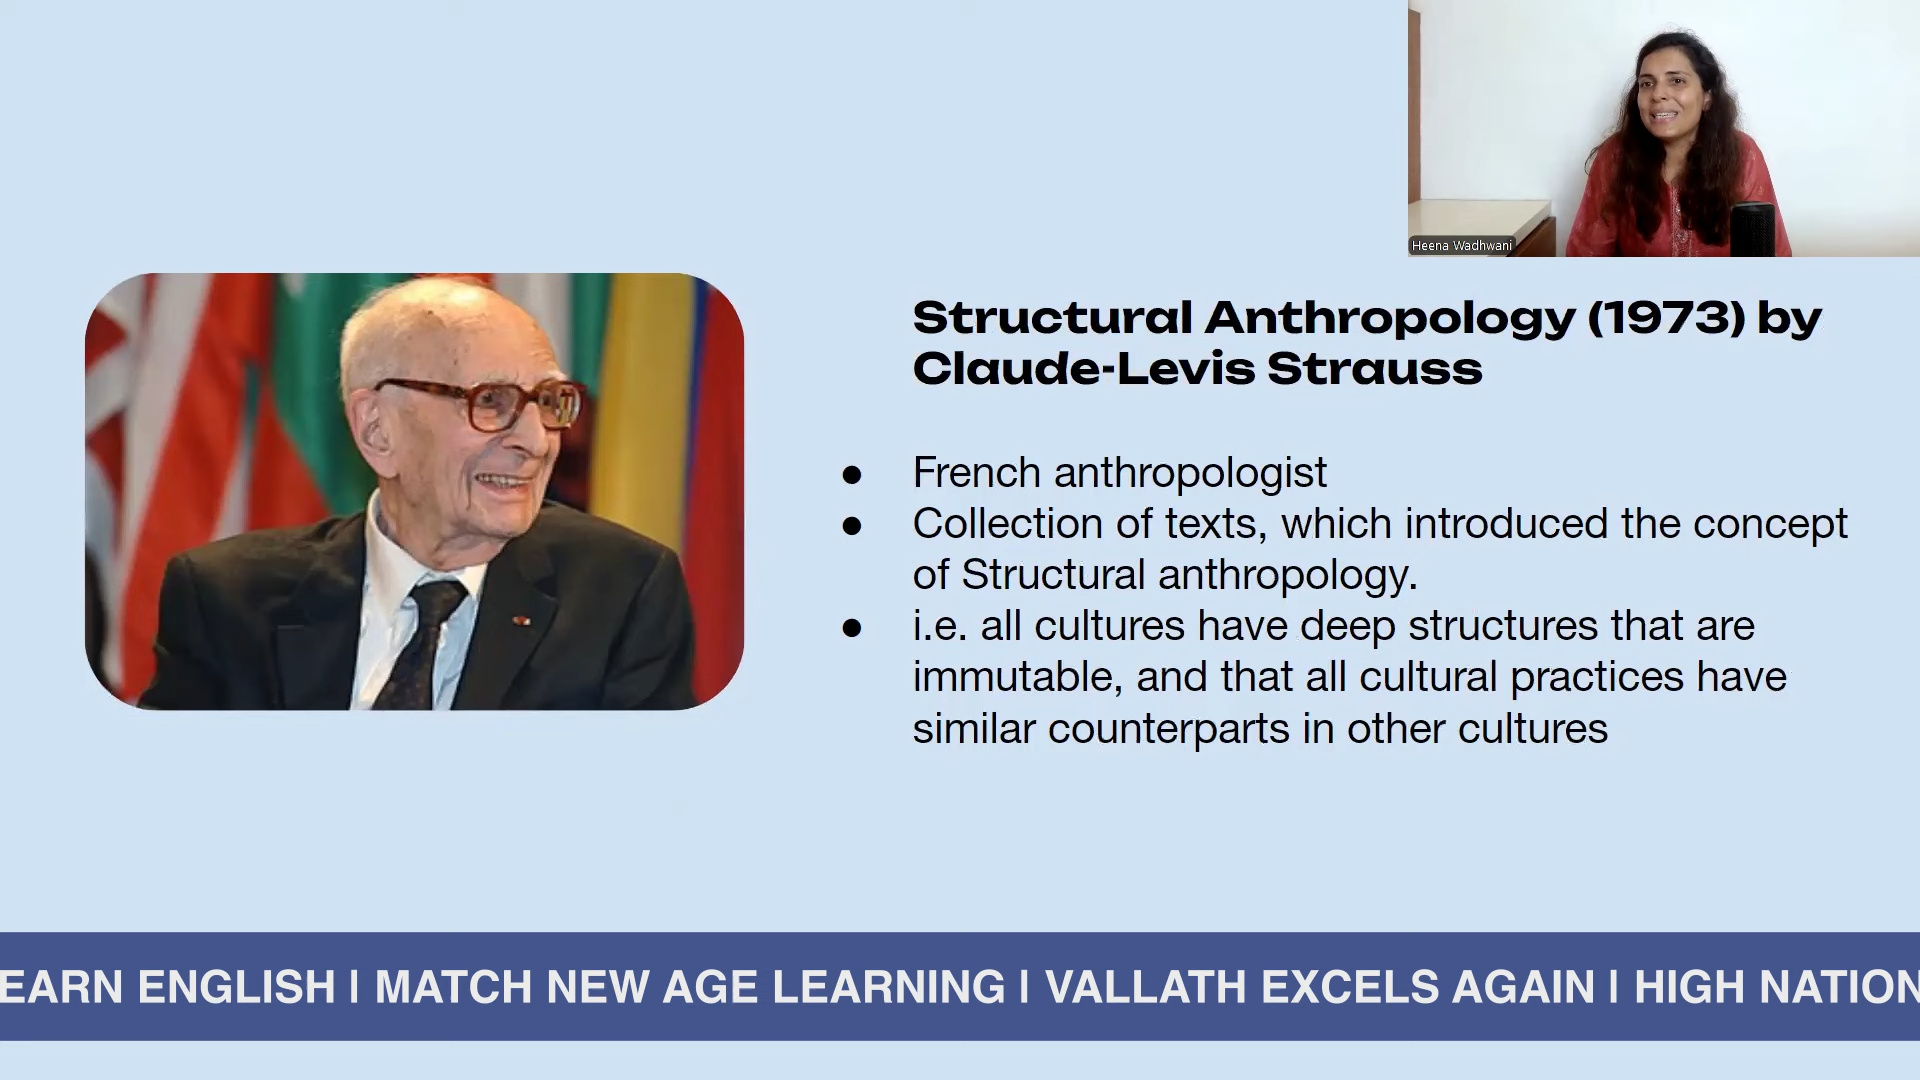 Heena Wadhwani
Structural Anthropology (1973) by
Claude-Levis Strauss
● French anthropologist
● Collection of texts, which introduced the concept
of Structural anthropology.
● i.e. all cultures have deep structures that are
immutable, and that all cultural practices have
similar counterparts in other cultures
EARN ENGLISH | MATCH NEW AGE LEARNING | VALLATH EXCELS AGAIN | HIGH NATION